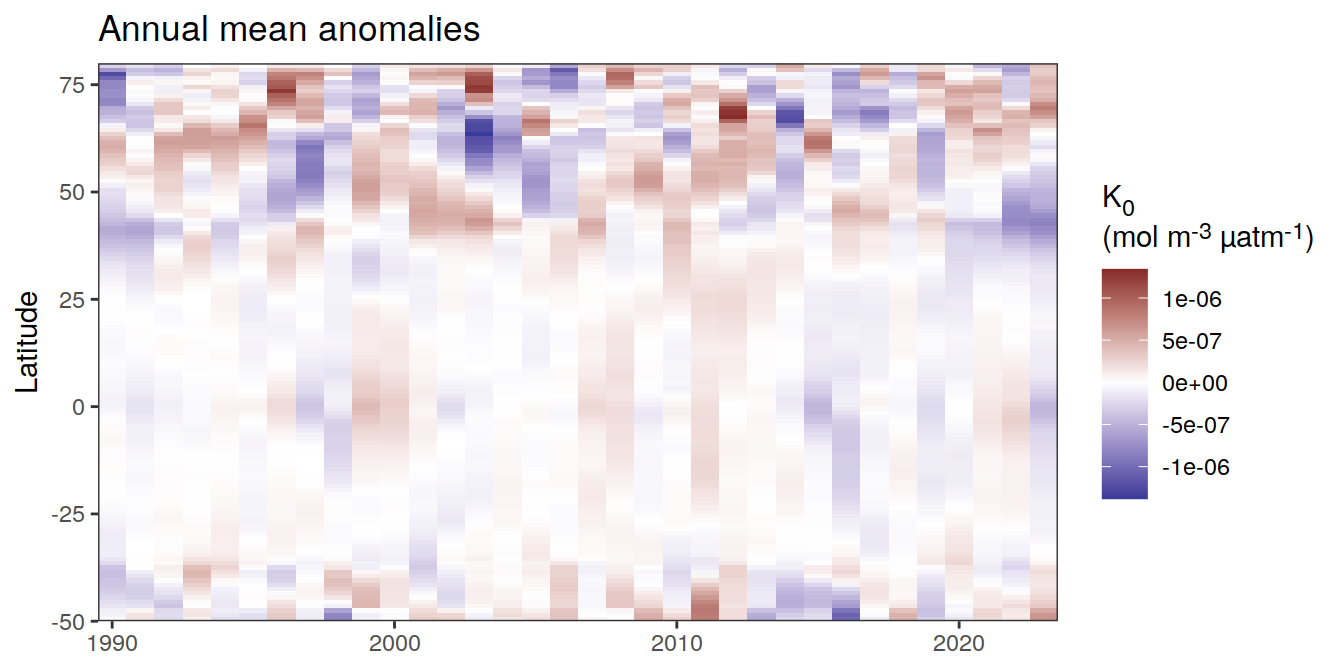 Annual mean anomalies
75
50
25
0
-25
-50
Latitude
1990
2000
2010
2020
K0
(mol m-3 µatm-1)
1e-06
5e-07
0e+00
-5e-07
-1e-06